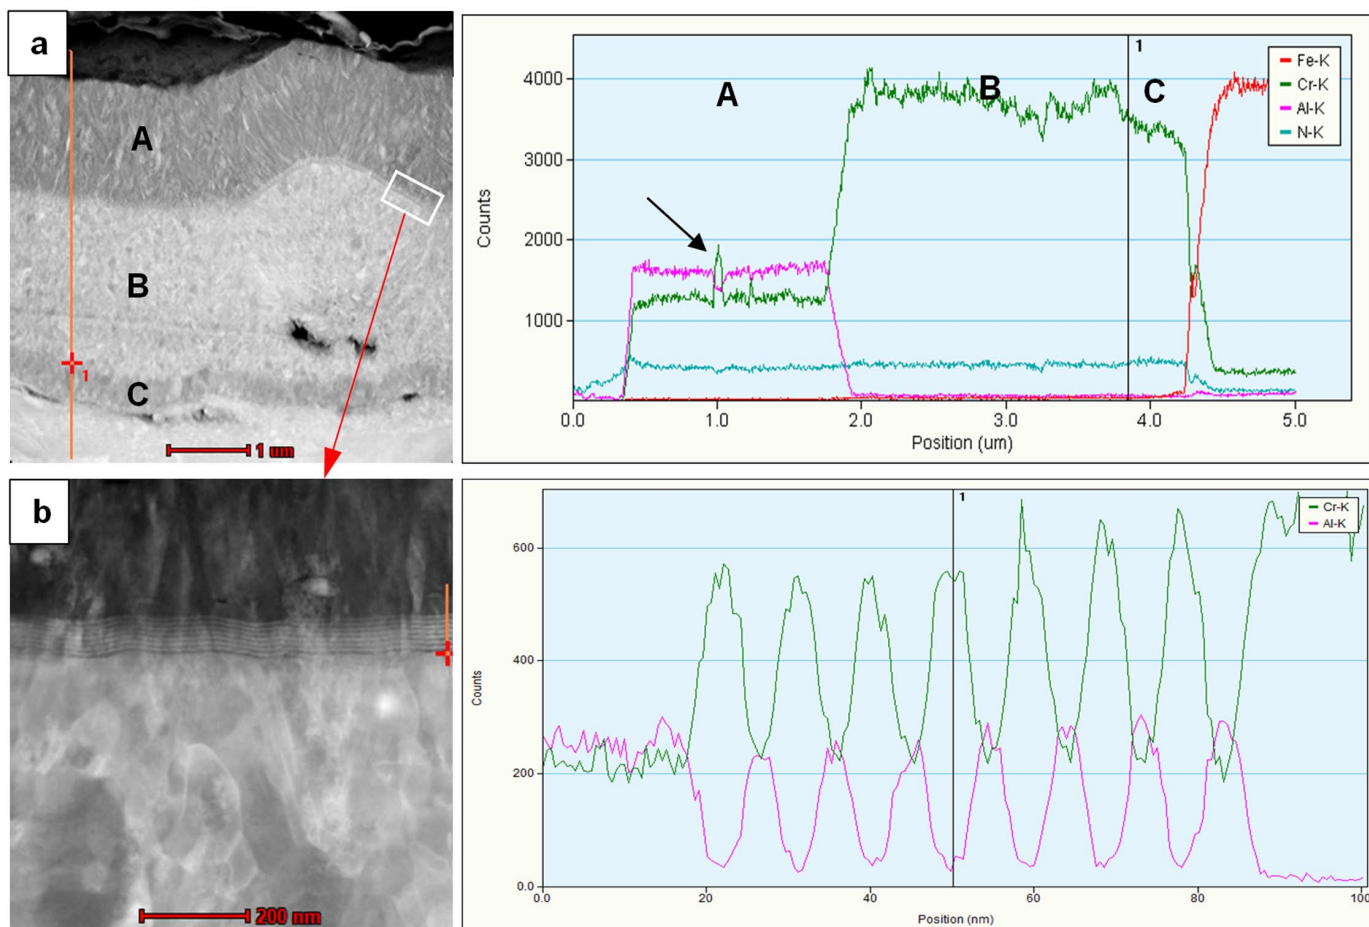 a
A
B
C
1
1 um
1
A
B
C
Fe-K
Cr-K
Al-K
N-K
4000
3000
2000
1000
Counts
0.0 1.0 2.0 3.0 4.0 5.0
Position (um)
b
200 nm
1
Cr-K
Al-K
600
400
200
0.0
Counts
0.0 20 40 60 80 100
Position (nm)